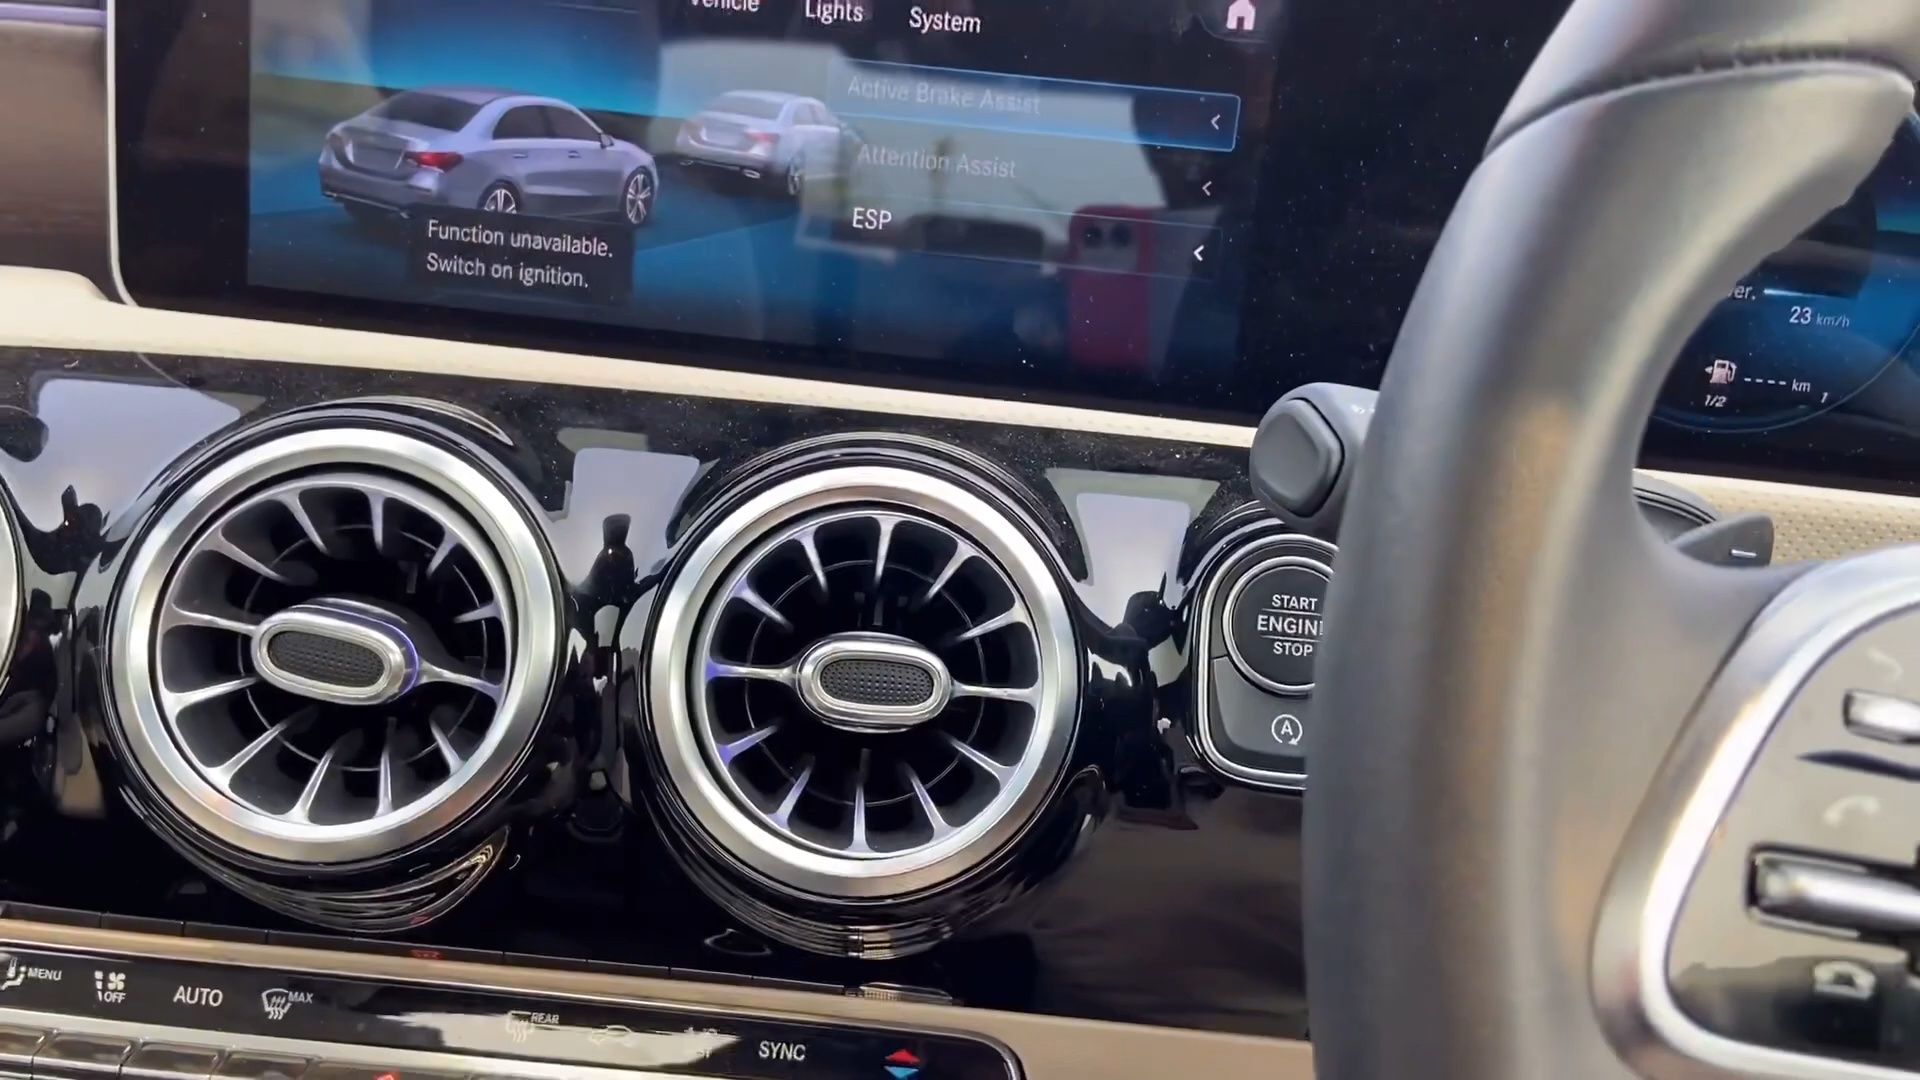 Vehicle
Lights
System
Active Brake Assist
Attention Assist
ESP
Function unavailable.
Switch on ignition.
23 km/h
---- km
1/2
1
START
ENGINE
STOP
A
MENU
OFF
AUTO
MAX
REAR
SYNC